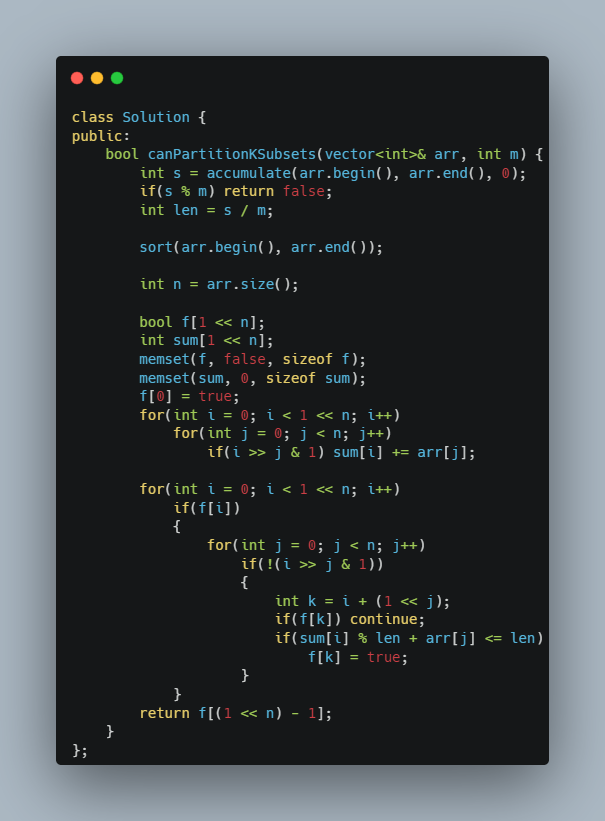 class Solution {
public:
    bool canPartitionKSubsets(vector<int>& arr, int m) {
        int s = accumulate(arr.begin(), arr.end(), 0);
        if(s % m) return false;
        int len = s / m;

        sort(arr.begin(), arr.end());

        int n = arr.size();

        bool f[1 << n];
        int sum[1 << n];
        memset(f, false, sizeof f);
        memset(sum, 0, sizeof sum);
        f[0] = true;
        for(int i = 0; i < 1 << n; i++)
            for(int j = 0; j < n; j++)
                if(i >> j & 1) sum[i] += arr[j];

        for(int i = 0; i < 1 << n; i++)
            if(f[i])
            {
                for(int j = 0; j < n; j++)
                    if(!(i >> j & 1))
                    {
                        int k = i + (1 << j);
                        if(f[k]) continue;
                        if(sum[i] % len + arr[j] <= len)
                            f[k] = true;
                    }
            }
        return f[(1 << n) - 1];
    }
};